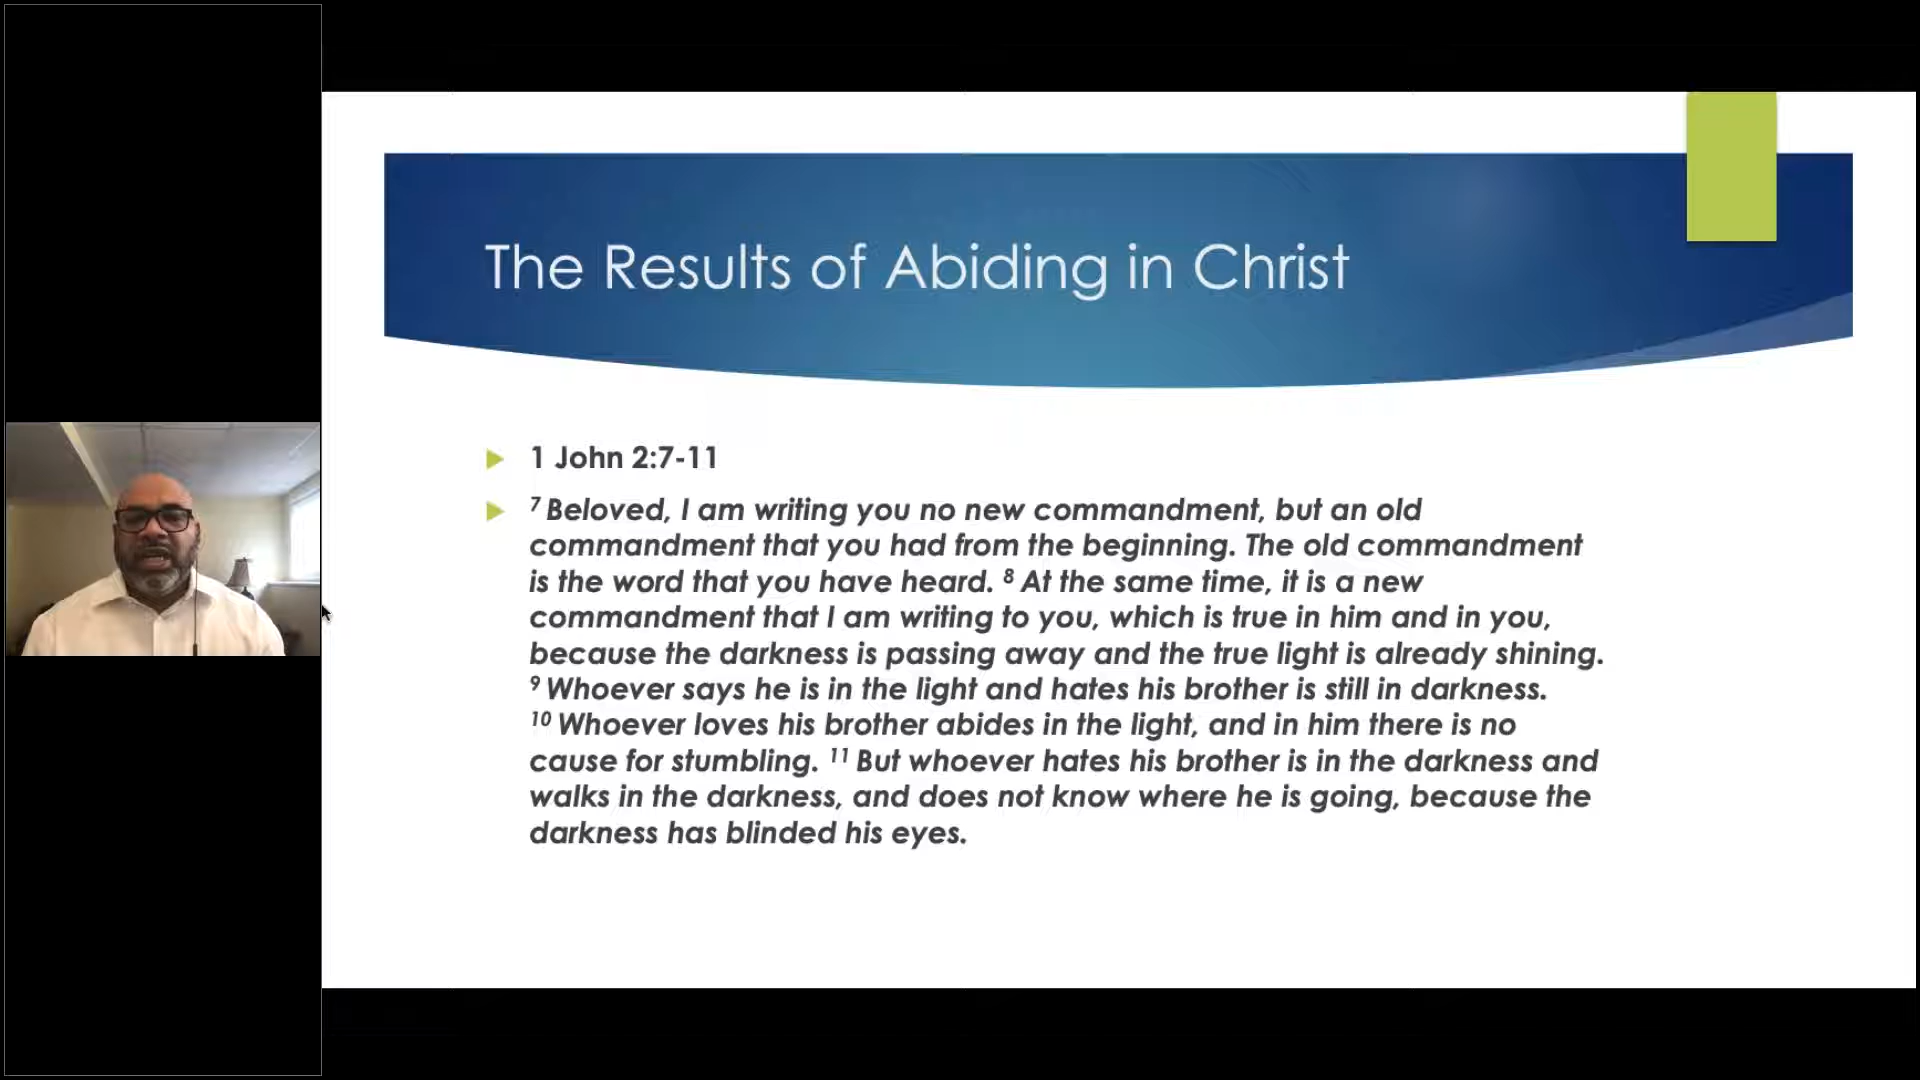 The Results of Abiding in Christ
1 John 2:7-11
7 Beloved, I am writing you no new commandment, but an old
commandment that you had from the beginning. The old commandment
is the word that you have heard. 8 At the same time, it is a new
commandment that I am writing to you, which is true in him and in you,
because the darkness is passing away and the true light is already shining.
9 Whoever says he is in the light and hates his brother is still in darkness.
10 Whoever loves his brother abides in the light, and in him there is no
cause for stumbling. 11 But whoever hates his brother is in the darkness and
walks in the darkness, and does not know where he is going, because the
darkness has blinded his eyes.